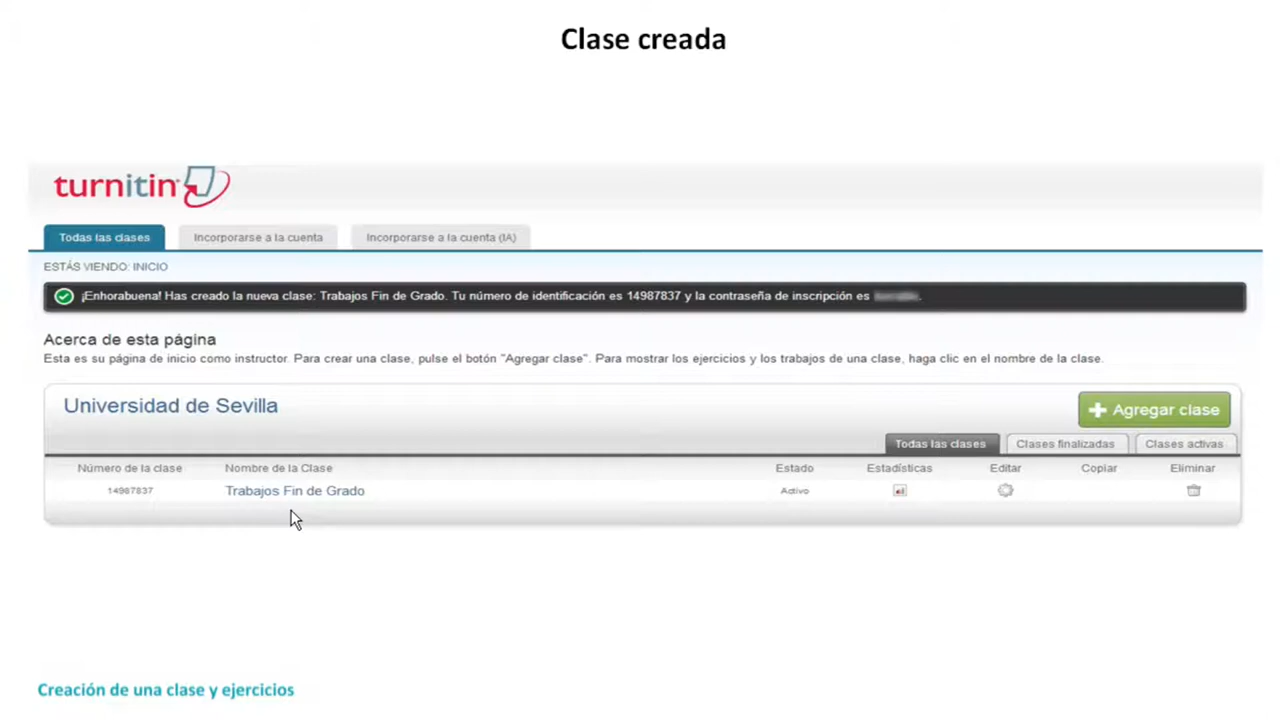 Clase creada
turnitin
Todas las clases
Incorporarse a la cuenta
Incorporarse a la cuenta (IA)
ESTÁS VIENDO: INICIO
¡Enhorabuena! Has creado la nueva clase: Trabajos Fin de Grado. Tu número de identificación es 14987837 y la contraseña de inscripción es
Acerca de esta página
Esta es su página de inicio como instructor. Para crear una clase, pulse el botón "Agregar clase". Para mostrar los ejercicios y los trabajos de una clase, haga clic en el nombre de la clase.
Universidad de Sevilla
Agregar clase
Todas las clases
Clases finalizadas
Clases activas
Número de la clase Nombre de la Clase Estado Estadísticas Editar Copiar Eliminar
14987837 Trabajos Fin de Grado Activo
Creación de una clase y ejercicios